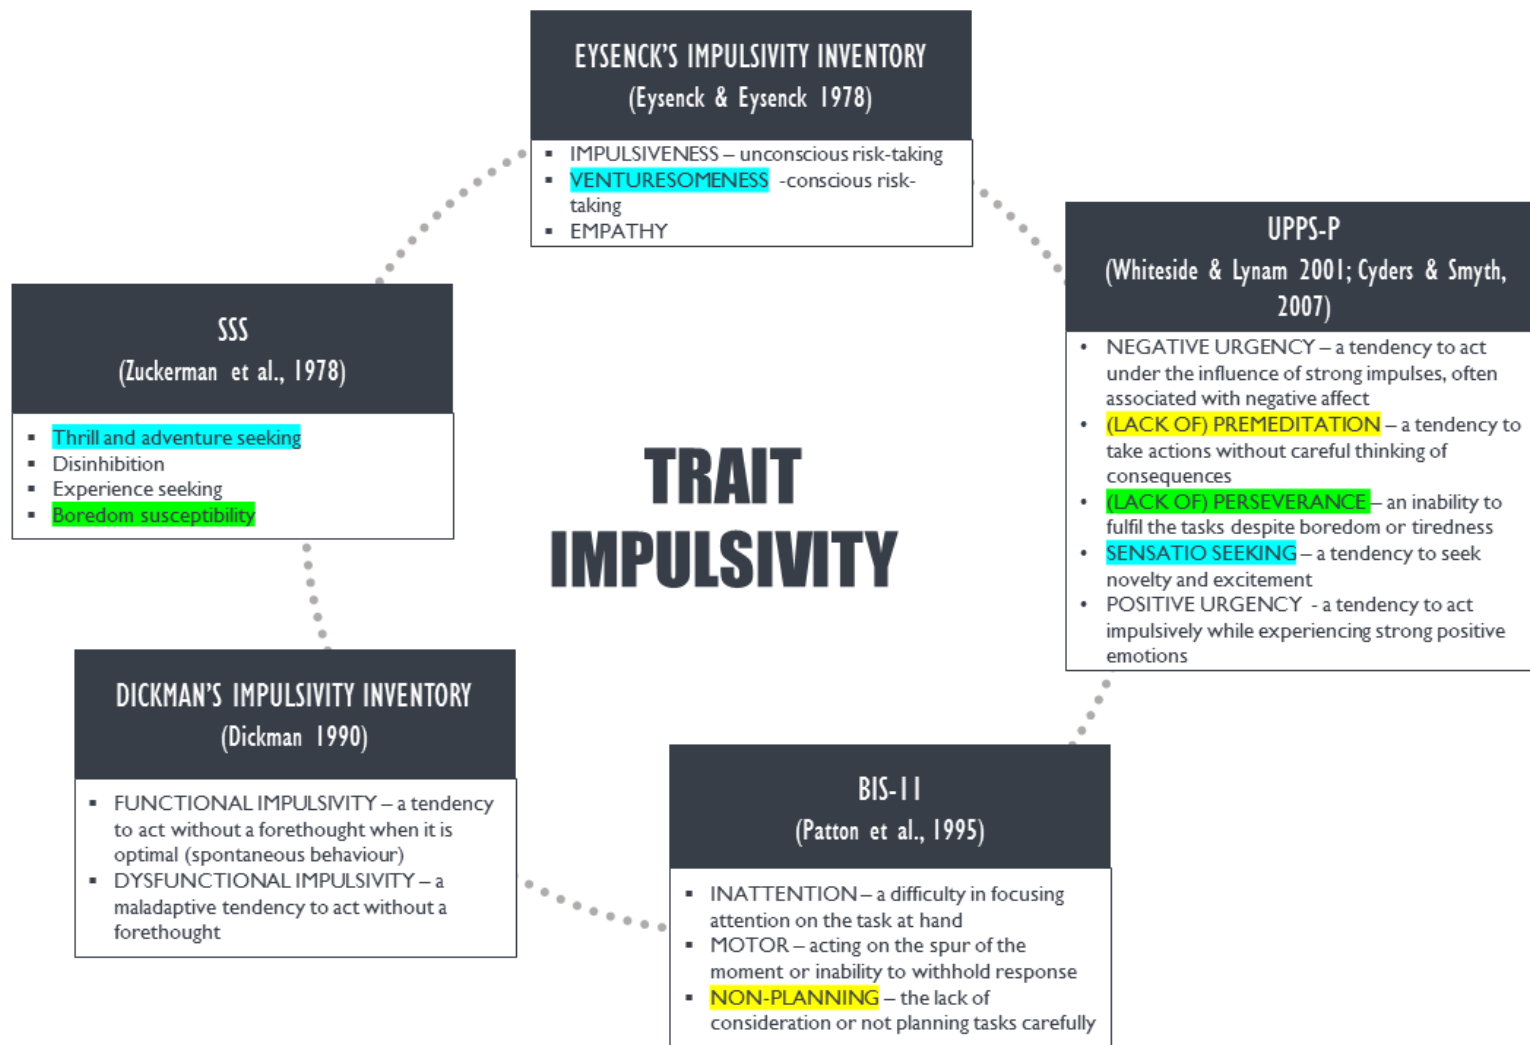 EYSENCK'S IMPULSIVITY INVENTORY
(Eysenck & Eysenck 1978)
▪ IMPULSIVENESS – unconscious risk-taking
▪ VENTURESOMENESS -conscious risk-
taking
▪ EMPATHY
UPPS-P
(Whiteside & Lynam 2001; Cyders & Smyth,
2007)
• NEGATIVE URGENCY – a tendency to act
under the influence of strong impulses, often
associated with negative affect
• (LACK OF) PREMEDITATION – a tendency to
take actions without careful thinking of
consequences
• (LACK OF) PERSEVERANCE – an inability to
fulfil the tasks despite boredom or tiredness
• SENSATIO SEEKING – a tendency to seek
novelty and excitement
• POSITIVE URGENCY - a tendency to act
impulsively while experiencing strong positive
emotions
SSS
(Zuckerman et al., 1978)
▪ Thrill and adventure seeking
▪ Disinhibition
▪ Experience seeking
▪ Boredom susceptibility
TRAIT
IMPULSIVITY
DICKMAN'S IMPULSIVITY INVENTORY
(Dickman 1990)
▪ FUNCTIONAL IMPULSIVITY – a tendency
to act without a forethought when it is
optimal (spontaneous behaviour)
▪ DYSFUNCTIONAL IMPULSIVITY – a
maladaptive tendency to act without a
forethought
BIS-11
(Patton et al., 1995)
▪ INATTENTION – a difficulty in focusing
attention on the task at hand
▪ MOTOR – acting on the spur of the
moment or inability to withhold response
▪ NON-PLANNING – the lack of
consideration or not planning tasks carefully